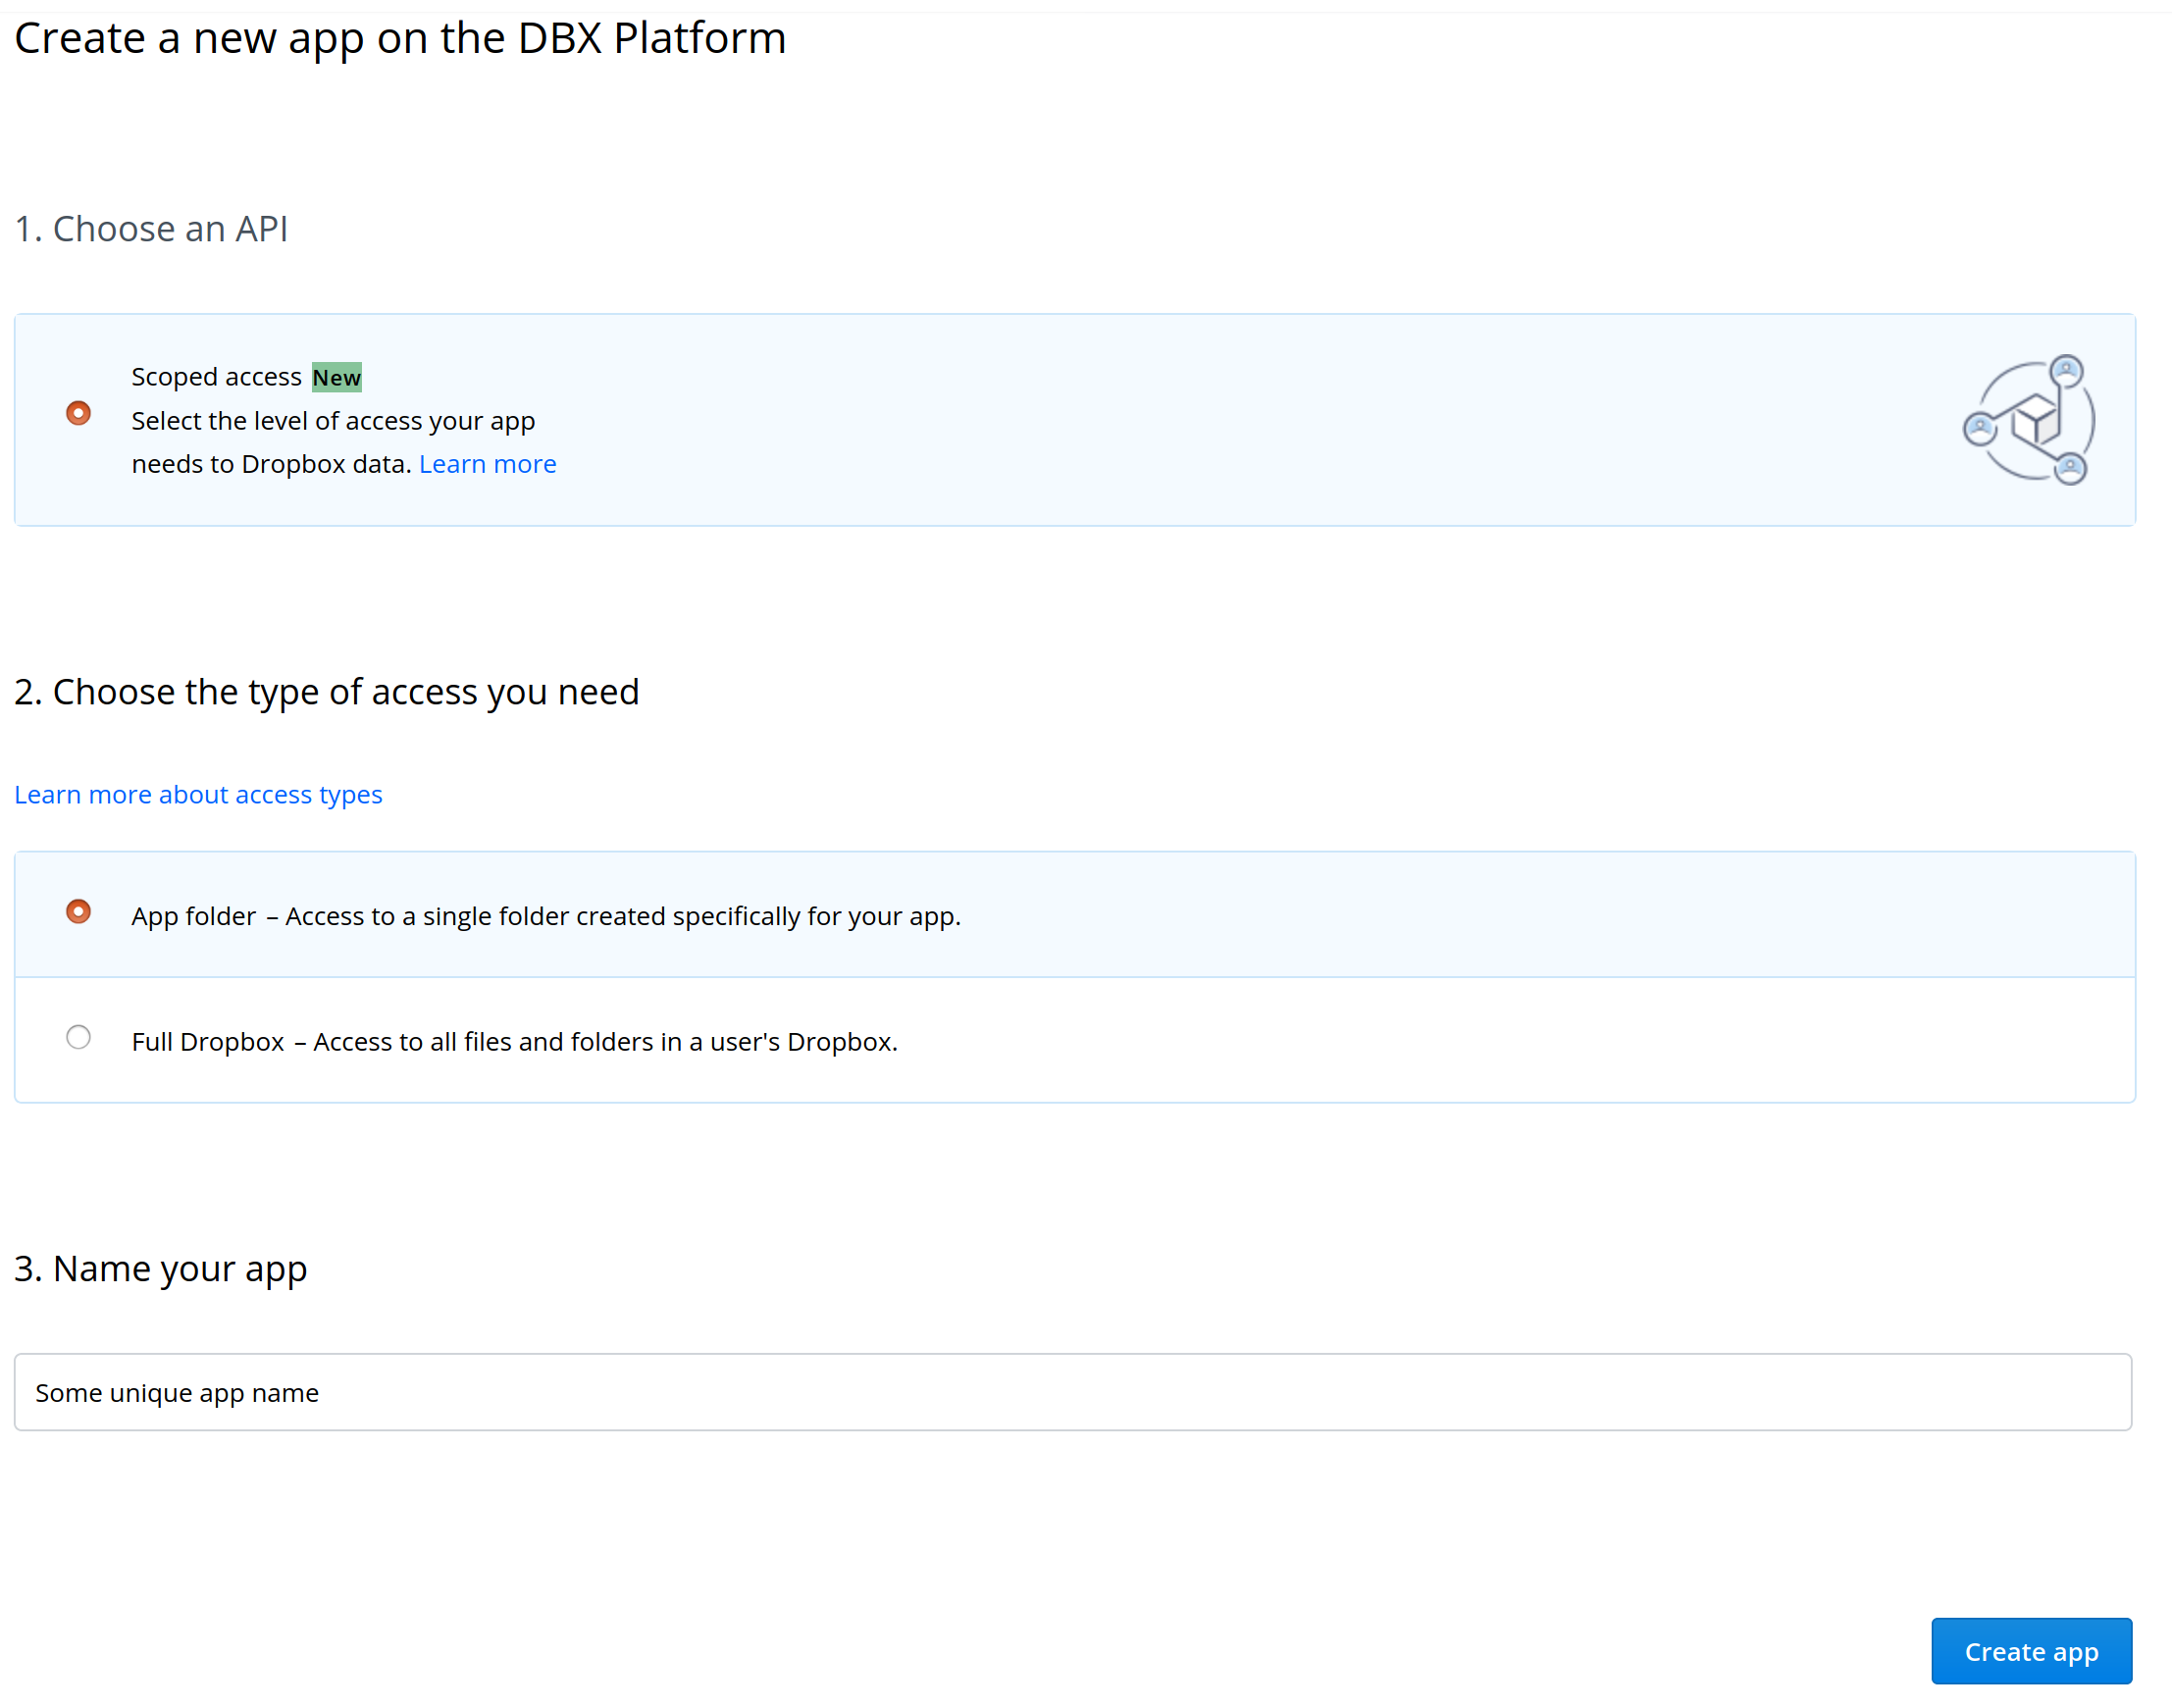 Create a new app on the DBX Platform
1. Choose an API
Scoped access New
Select the level of access your app
needs to Dropbox data. Learn more
2. Choose the type of access you need
Learn more about access types
App folder – Access to a single folder created specifically for your app.
Full Dropbox – Access to all files and folders in a user's Dropbox.
3. Name your app
Some unique app name
Create app